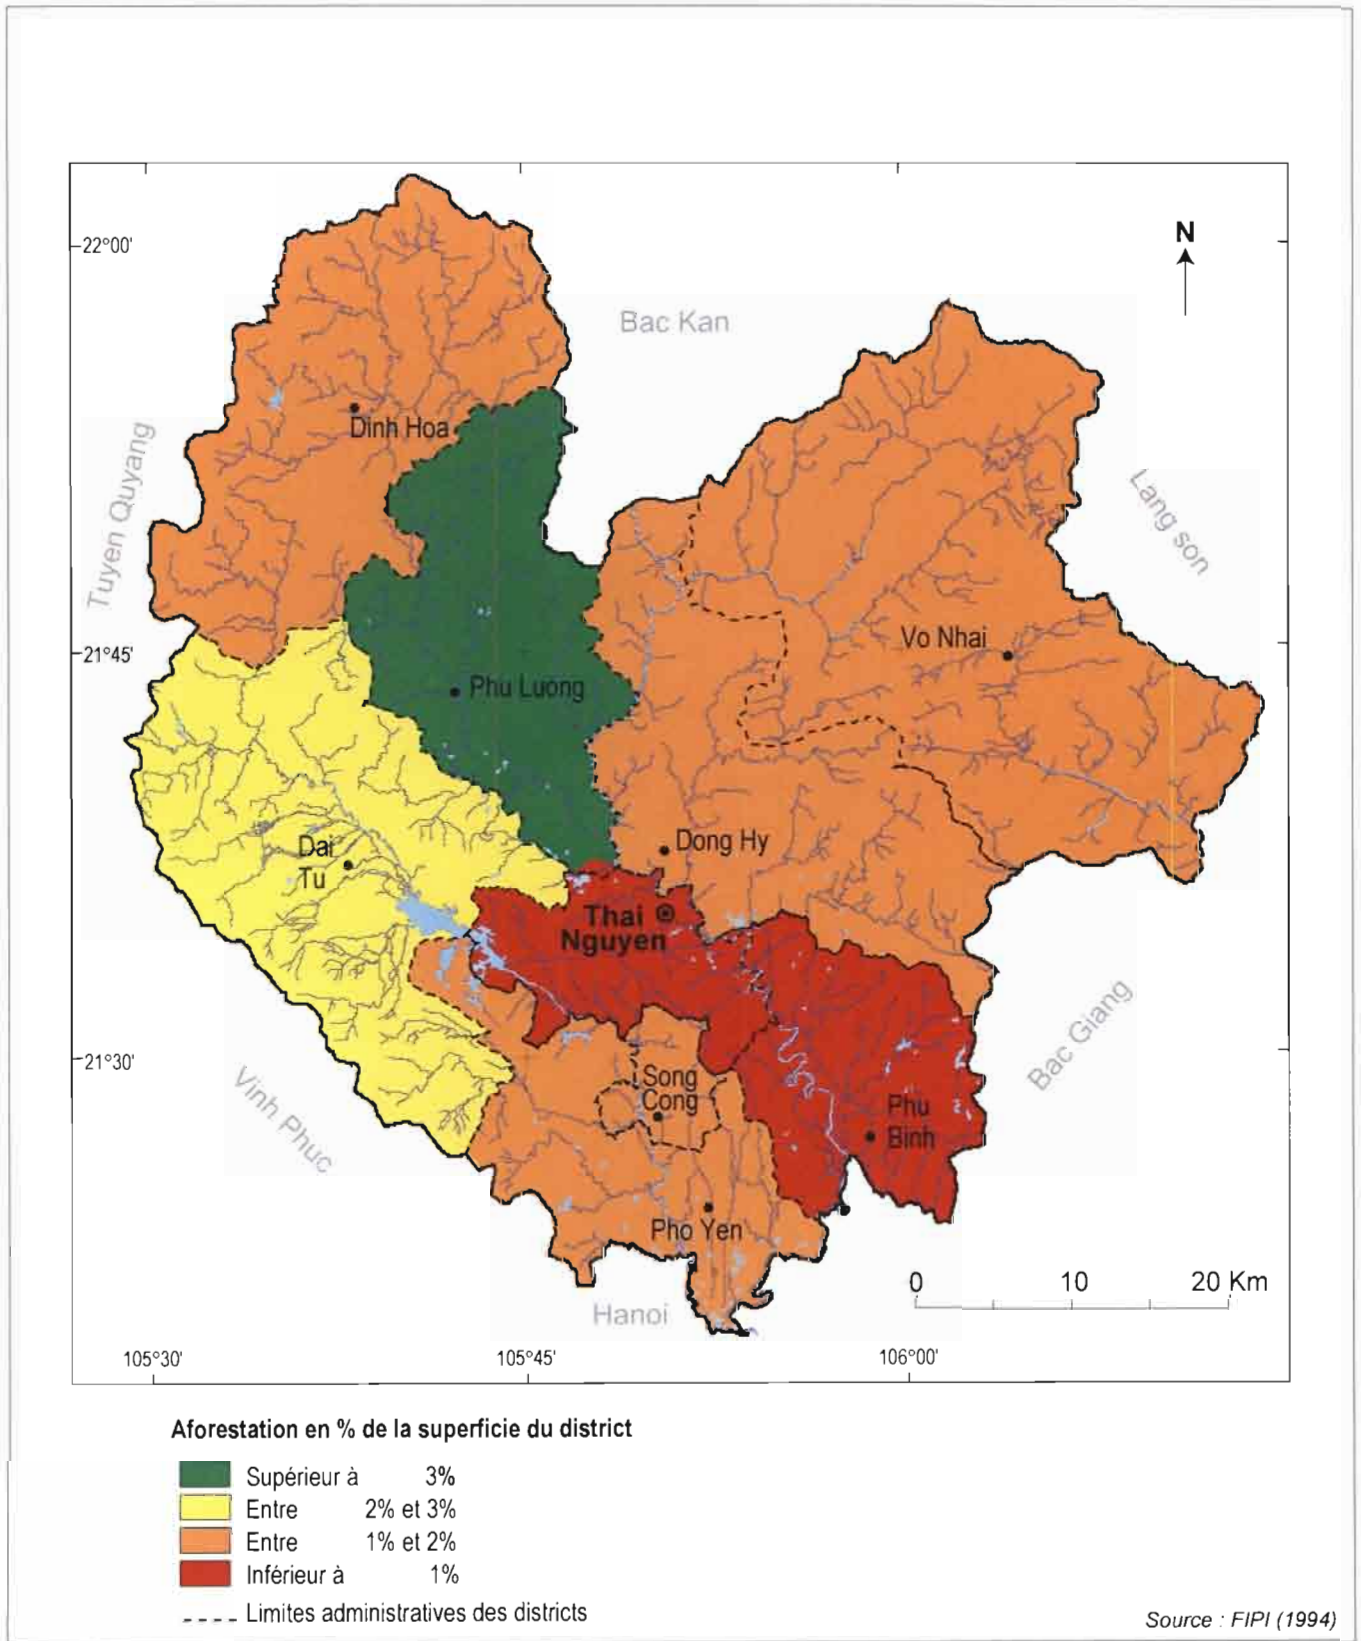 N
22°00'
Bac Kan
Dinh Hoa
Tuyen Quyang
Lang son
21°45'
Vo Nhai
Phu Luong
Dong Hy
Dai
Tu
Thai
Nguyen
Bac Giang
21°30'
Song
Cong
Phu
Binh
Vinh Phuc
Pho Yen
0 10 20 Km
Hanoi
105°30' 105°45' 106°00'
Aforestation en % de la superficie du district
Supérieur à 3%
Entre 2% et 3%
Entre 1% et 2%
Inférieur à 1%
Limites administratives des districts
Source : FIPI (1994)